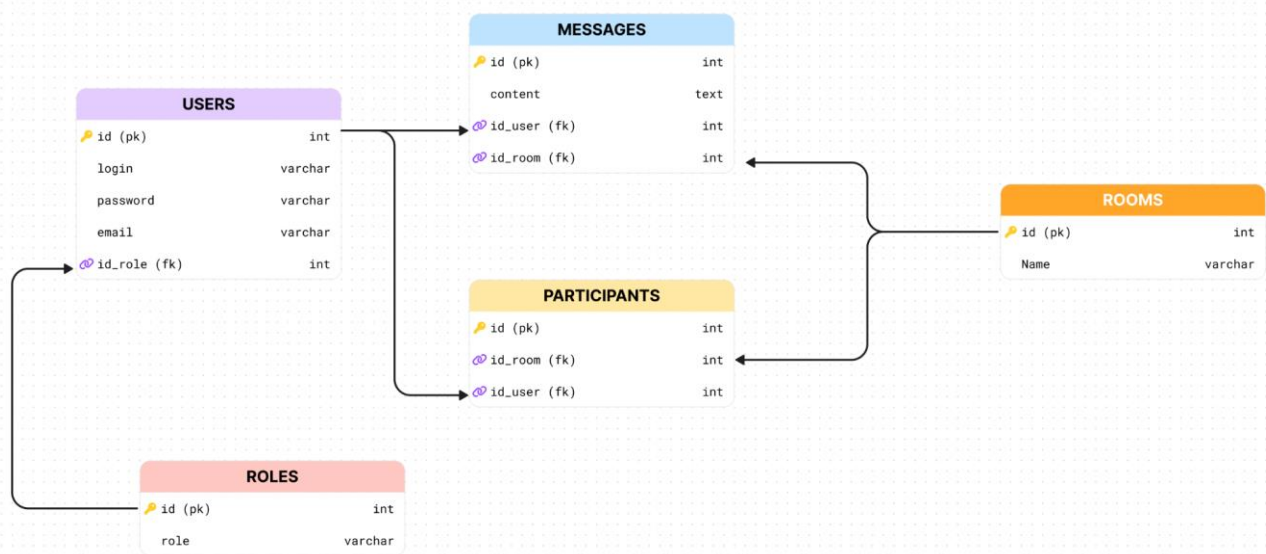 MESSAGES
id (pk) int
content text
id_user (fk) int
id_room (fk) int
USERS
id (pk) int
login varchar
password varchar
email varchar
id_role (fk) int
ROOMS
id (pk) int
Name varchar
PARTICIPANTS
id (pk) int
id_room (fk) int
id_user (fk) int
ROLES
id (pk) int
role varchar